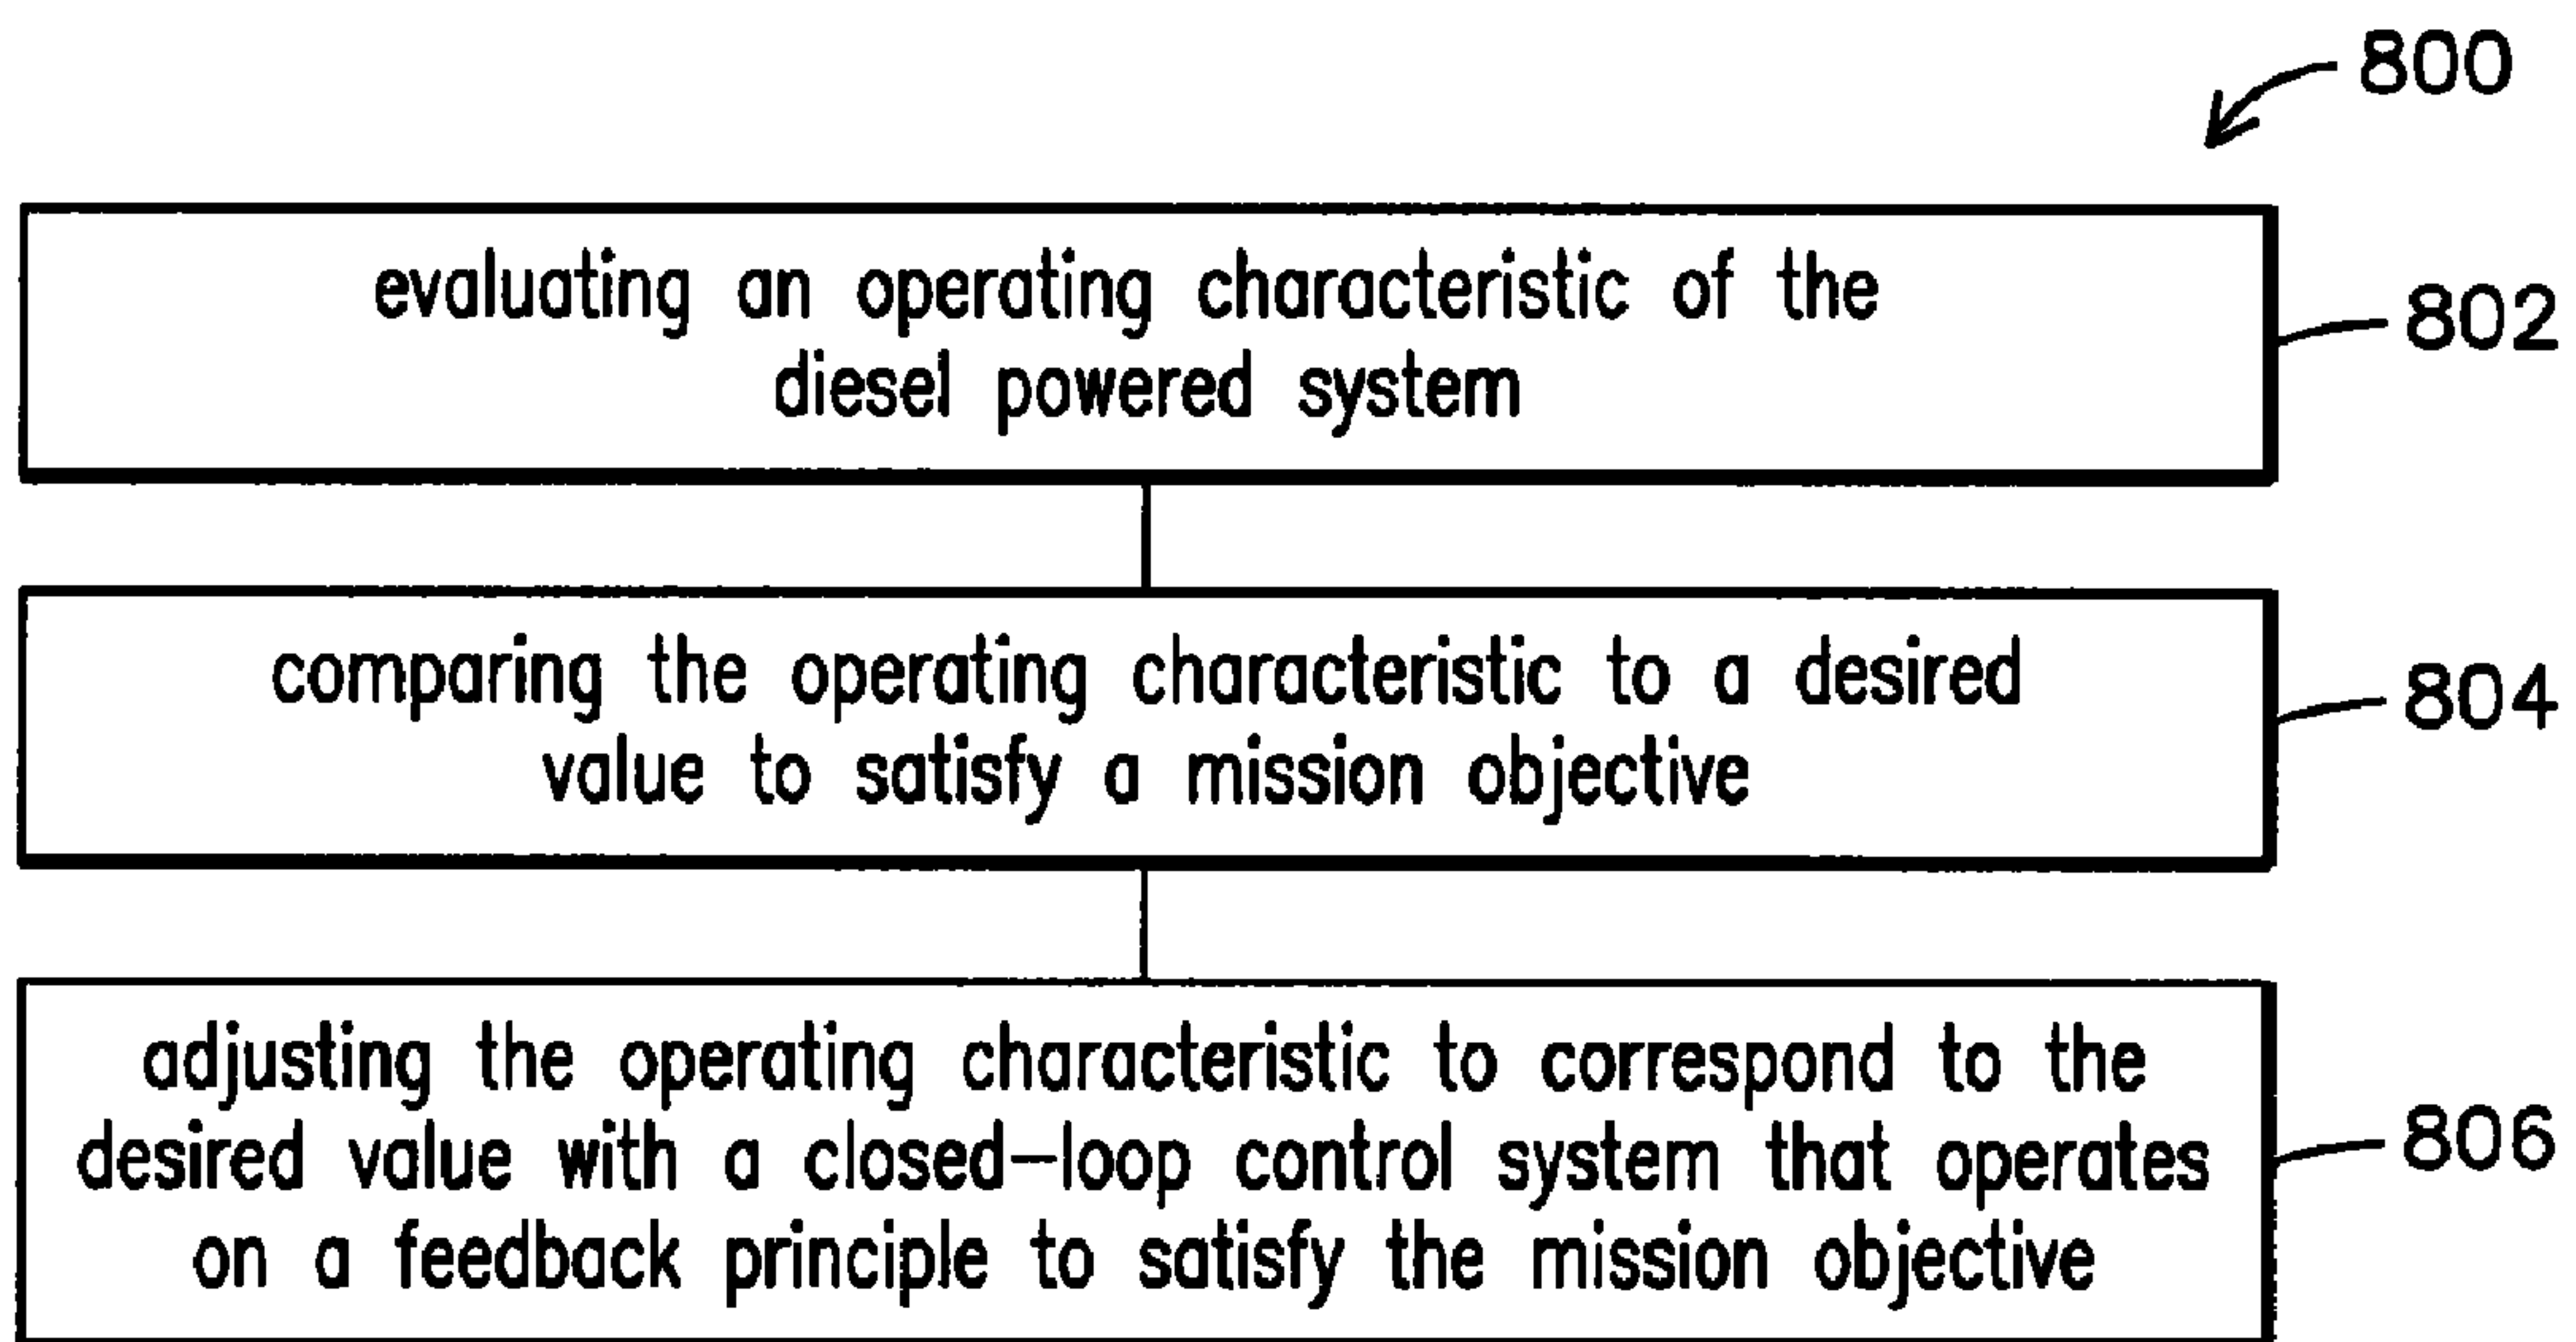 800
evaluating an operating characteristic of the
diesel powered system
802
comparing the operating characteristic to a desired
value to satisfy a mission objective
804
adjusting the operating characteristic to correspond to the
desired value with a closed-loop control system that operates
on a feedback principle to satisfy the mission objective
806